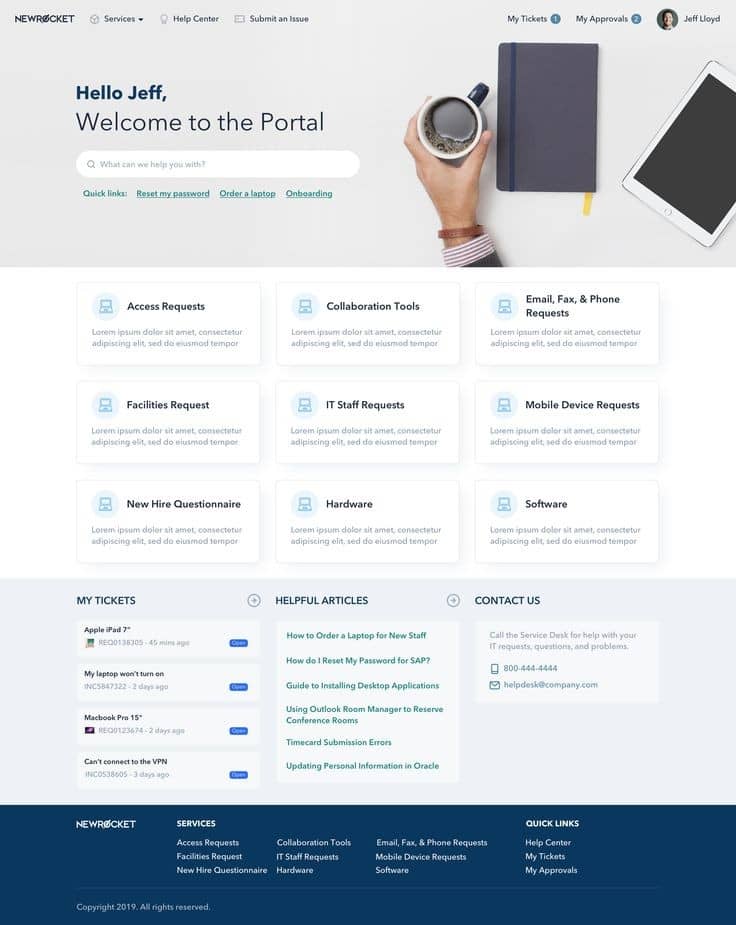 NEWROCKET
Services
Help Center
Submit an Issue
My Tickets 1
My Approvals 2
Jeff Lloyd
Hello Jeff,
Welcome to the Portal
What can we help you with?
Quick links: Reset my password Order a laptop Onboarding
Access Requests
Lorem ipsum dolor sit amet, consectetur
adipiscing elit, sed do eiusmod tempor
Collaboration Tools
Lorem ipsum dolor sit amet, consectetur
adipiscing elit, sed do eiusmod tempor
Email, Fax, & Phone
Requests
Lorem ipsum dolor sit amet, consectetur
adipiscing elit, sed do eiusmod tempor
Facilities Request
Lorem ipsum dolor sit amet, consectetur
adipiscing elit, sed do eiusmod tempor
IT Staff Requests
Lorem ipsum dolor sit amet, consectetur
adipiscing elit, sed do eiusmod tempor
Mobile Device Requests
Lorem ipsum dolor sit amet, consectetur
adipiscing elit, sed do eiusmod tempor
New Hire Questionnaire
Lorem ipsum dolor sit amet, consectetur
adipiscing elit, sed do eiusmod tempor
Hardware
Lorem ipsum dolor sit amet, consectetur
adipiscing elit, sed do eiusmod tempor
Software
Lorem ipsum dolor sit amet, consectetur
adipiscing elit, sed do eiusmod tempor
MY TICKETS
Apple iPad 7"
REQ0138305 - 45 mins ago
Open
My laptop won't turn on
INC5847322 - 2 days ago
Open
Macbook Pro 15"
REQ0123674 - 2 days ago
Open
Can't connect to the VPN
INC0538605 - 3 days ago
Open
HELPFUL ARTICLES
How to Order a Laptop for New Staff
How do I Reset My Password for SAP?
Guide to Installing Desktop Applications
Using Outlook Room Manager to Reserve
Conference Rooms
Timecard Submission Errors
Updating Personal Information in Oracle
CONTACT US
Call the Service Desk for help with your
IT requests, questions, and problems.
800-444-4444
helpdesk@company.com
NEWROCKET
SERVICES
Access Requests
Collaboration Tools
Email, Fax, & Phone Requests
Facilities Request
IT Staff Requests
Mobile Device Requests
New Hire Questionnaire
Hardware
Software
QUICK LINKS
Help Center
My Tickets
My Approvals
Copyright 2019. All rights reserved.